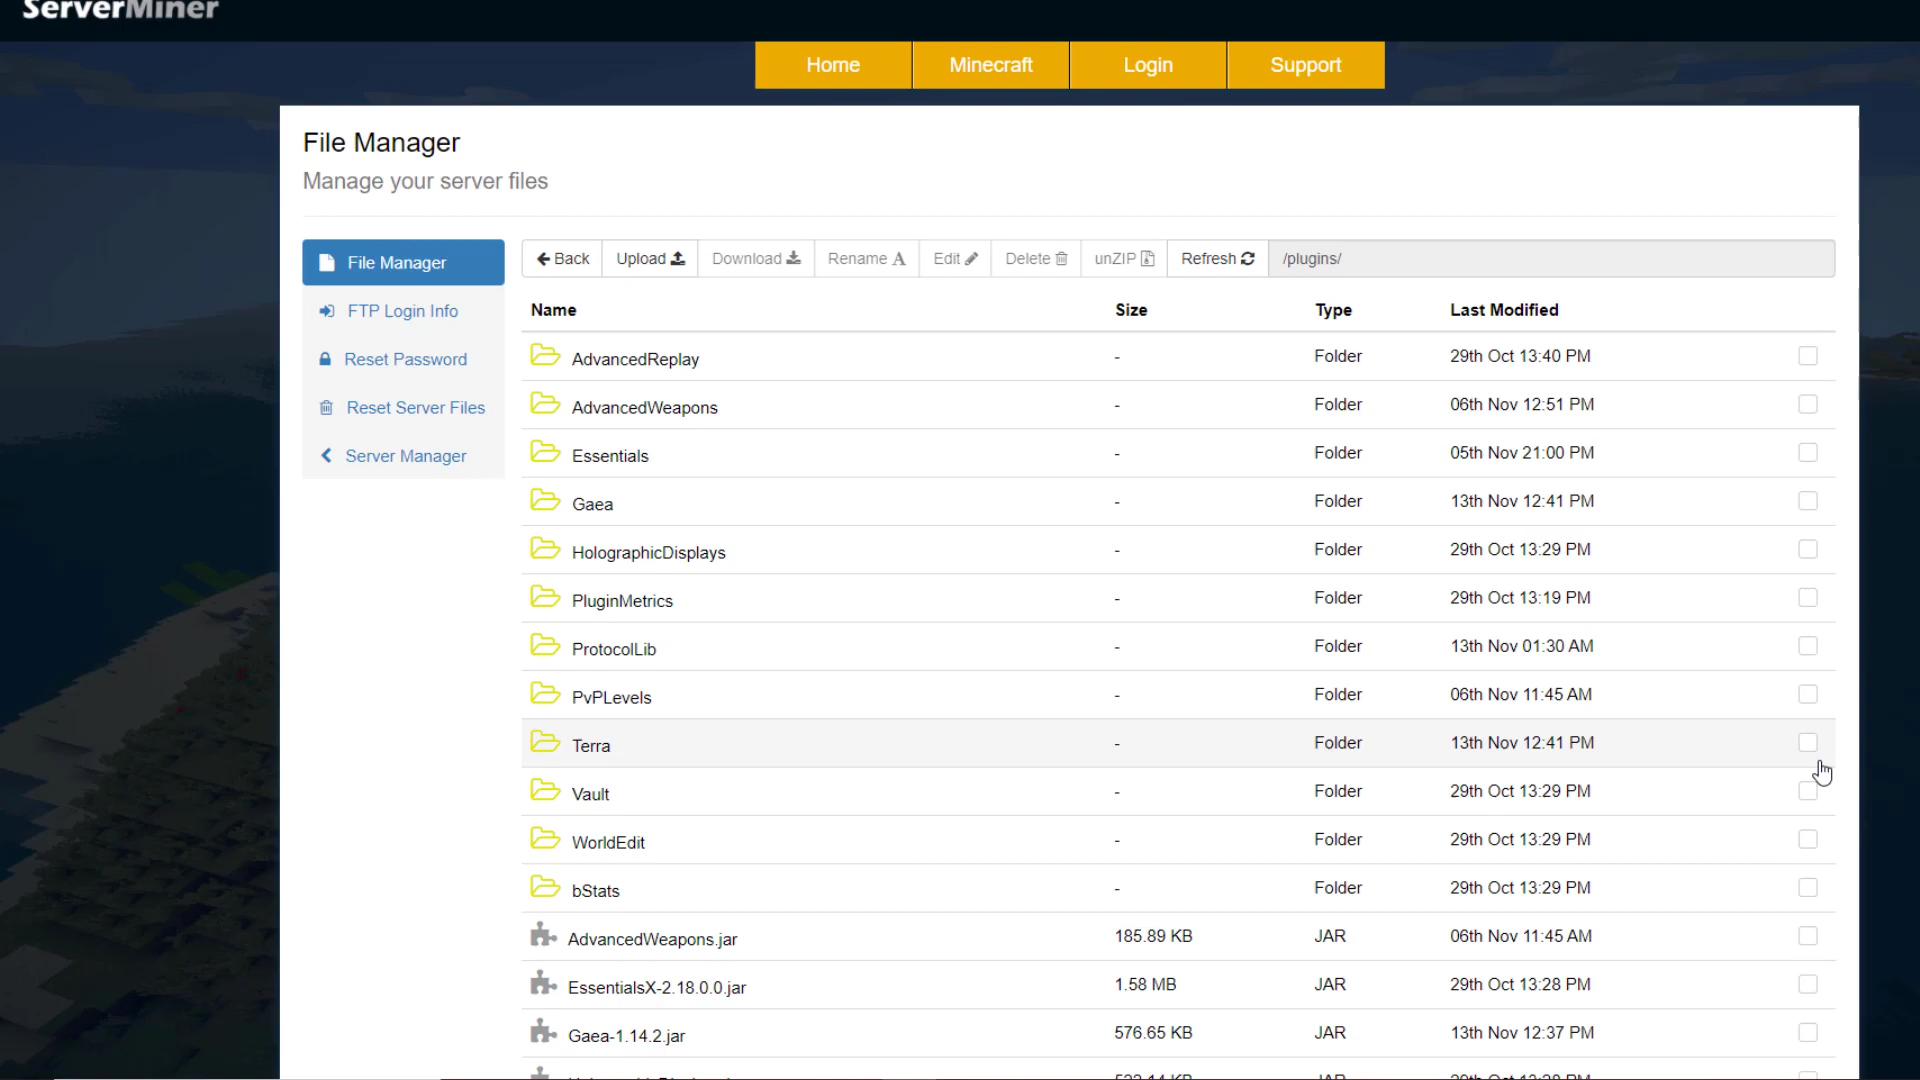 ServerMiner
Home Minecraft Login Support
File Manager
Manage your server files
File Manager
FTP Login Info
Reset Password
Reset Server Files
Server Manager
Back Upload Download Rename Edit Delete unZIP Refresh /plugins/
Name Size Type Last Modified
AdvancedReplay - Folder 29th Oct 13:40 PM
AdvancedWeapons - Folder 06th Nov 12:51 PM
Essentials - Folder 05th Nov 21:00 PM
Gaea - Folder 13th Nov 12:41 PM
HolographicDisplays - Folder 29th Oct 13:29 PM
PluginMetrics - Folder 29th Oct 13:19 PM
ProtocolLib - Folder 13th Nov 01:30 AM
PvPLevels - Folder 06th Nov 11:45 AM
Terra - Folder 13th Nov 12:41 PM
Vault - Folder 29th Oct 13:29 PM
WorldEdit - Folder 29th Oct 13:29 PM
bStats - Folder 29th Oct 13:29 PM
AdvancedWeapons.jar 185.89 KB JAR 06th Nov 11:45 AM
EssentialsX-2.18.0.0.jar 1.58 MB JAR 29th Oct 13:28 PM
Gaea-1.14.2.jar 576.65 KB JAR 13th Nov 12:37 PM